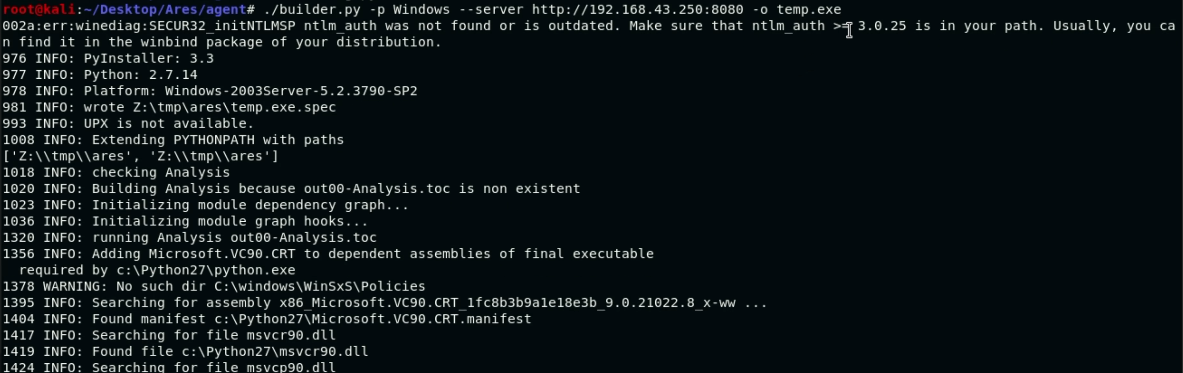 root@kali:~/Desktop/Ares/agent# ./builder.py -p Windows --server http://192.168.43.250:8080 -o temp.exe
002a:err:winediag:SECUR32_initNTLMSP ntlm_auth was not found or is outdated. Make sure that ntlm_auth >= 3.0.25 is in your path. Usually, you ca
n find it in the winbind package of your distribution.
976 INFO: PyInstaller: 3.3
977 INFO: Python: 2.7.14
978 INFO: Platform: Windows-2003Server-5.2.3790-SP2
981 INFO: wrote Z:\tmp\ares\temp.exe.spec
993 INFO: UPX is not available.
1008 INFO: Extending PYTHONPATH with paths
['Z:\\tmp\\ares', 'Z:\\tmp\\ares']
1018 INFO: checking Analysis
1020 INFO: Building Analysis because out00-Analysis.toc is non existent
1023 INFO: Initializing module dependency graph...
1036 INFO: Initializing module graph hooks...
1320 INFO: running Analysis out00-Analysis.toc
1356 INFO: Adding Microsoft.VC90.CRT to dependent assemblies of final executable
  required by c:\Python27\python.exe
1378 WARNING: No such dir C:\windows\WinSxS\Policies
1395 INFO: Searching for assembly x86_Microsoft.VC90.CRT_1fc8b3b9a1e18e3b_9.0.21022.8_x-ww ...
1404 INFO: Found manifest c:\Python27\Microsoft.VC90.CRT.manifest
1417 INFO: Searching for file msvcr90.dll
1419 INFO: Found file c:\Python27\msvcr90.dll
1424 INFO: Searching for file msvcp90.dll